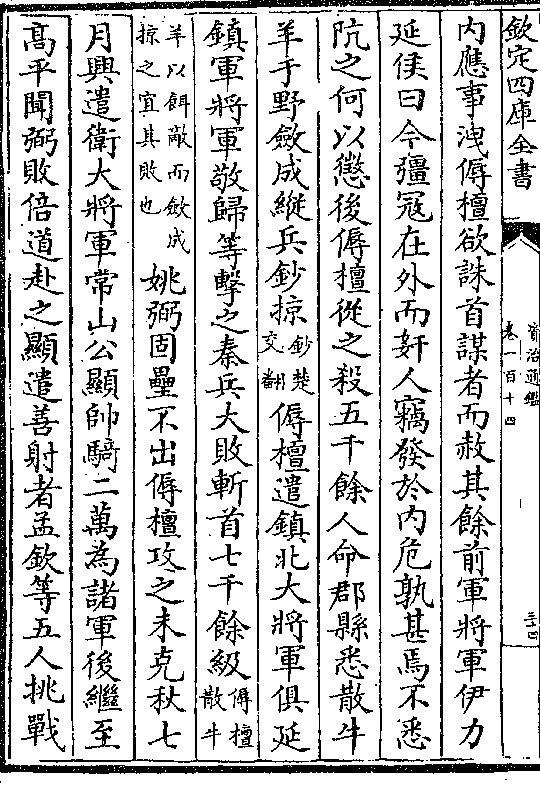 欽定四庫全書
資治通鑑
卷一百十四
三十四
内應事洩傉檀欲誅首謀者而赦其餘前軍將軍伊力
延侯曰今彊寇在外而奸人竊發於内危孰甚焉不悉
阬之何以懲後傉檀從之殺五千餘人命郡縣悉散牛
羊于野斂成縱兵鈔掠鈔楚交翻傉檀遣鎮北大將軍俱延
鎮軍將軍敬歸等擊之秦兵大敗斬首七千餘級傉檀散牛
羊以餌敵而斂成掠之宜其敗也姚弼固壘不出傉檀攻之未克秋七
月興遣衛大將軍常山公顯帥騎二萬為諸軍後繼至
髙平聞弼敗倍道赴之顯遣善射者孟欽等五人挑戰